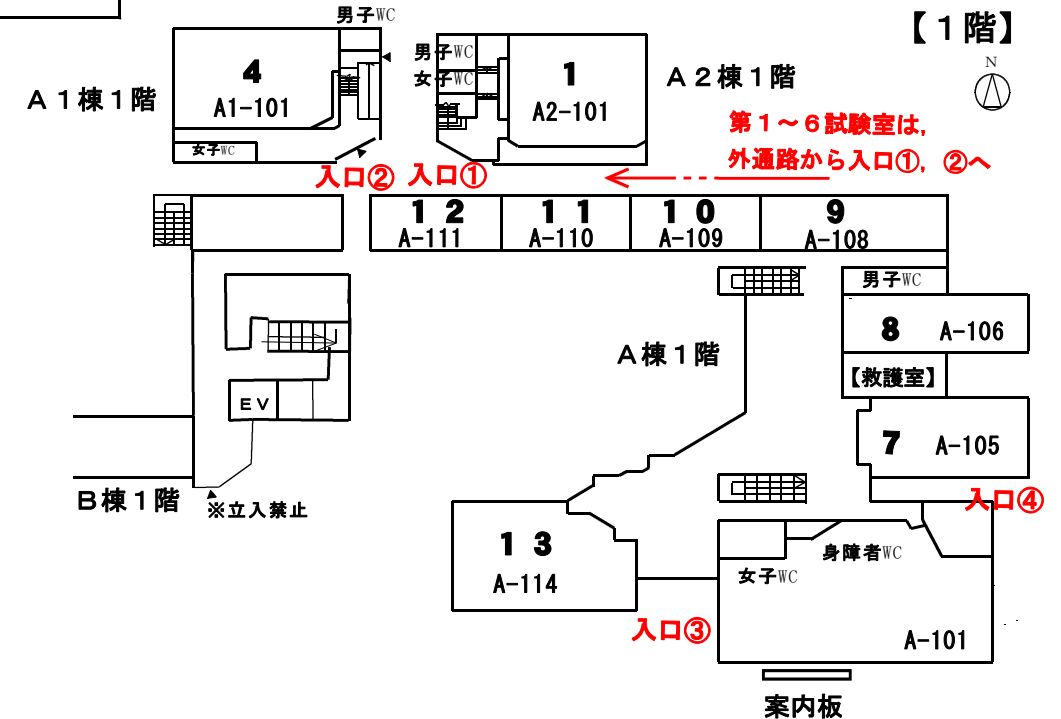 【１階】
N
男子WC
4
A1-101
Ａ１棟１階
女子WC
入口②
男子WC
女子WC
1
A2-101
Ａ２棟１階
入口①
第１～６試験室は,
外通路から入口①, ②へ
１２
A-111
１１
A-110
１０
A-109
9
A-108
男子WC
8 A-106
【救護室】
7 A-105
Ａ棟１階
ＥＶ
Ｂ棟１階
※立入禁止
入口④
１３
A-114
身障者WC
女子WC
入口③
A-101
案内板